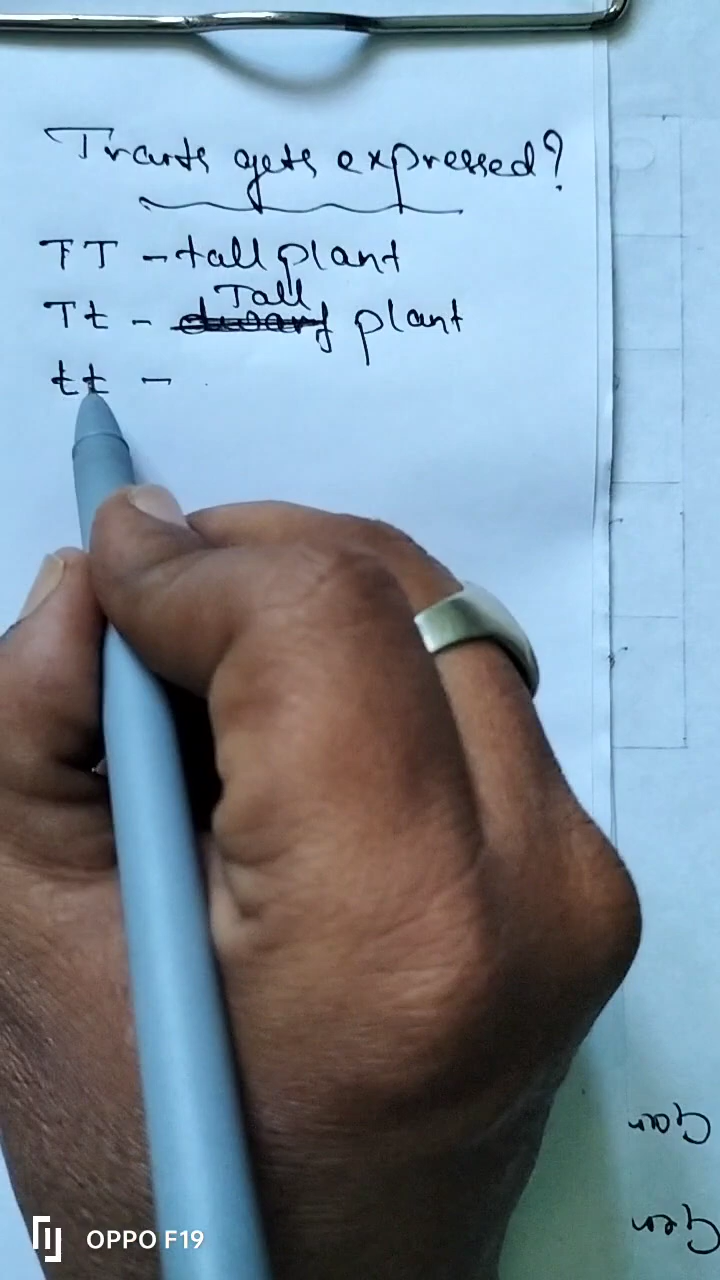 Traits gets expressed?
TT - tall plant
Tt - Tall plant
tt -
OPPO F19